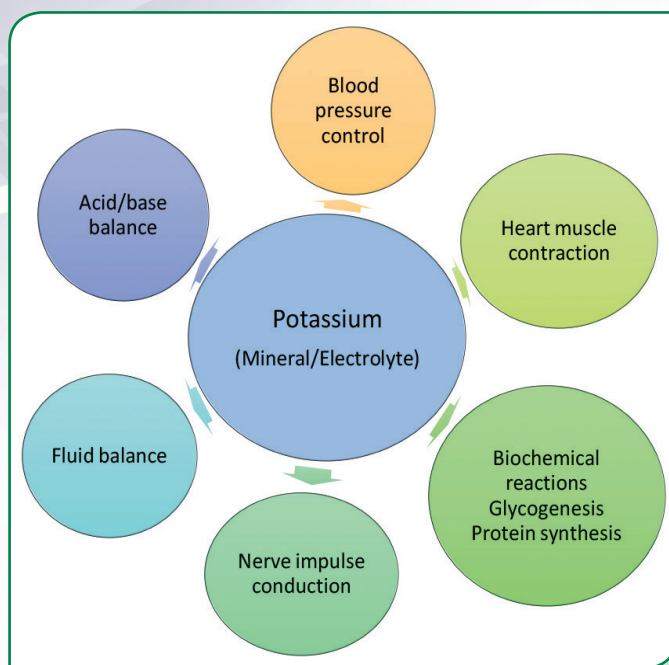 Blood
pressure
control
Acid/base
balance
Heart muscle
contraction
Potassium
(Mineral/Electrolyte)
Fluid balance
Biochemical
reactions
Glycogenesis
Protein synthesis
Nerve impulse
conduction